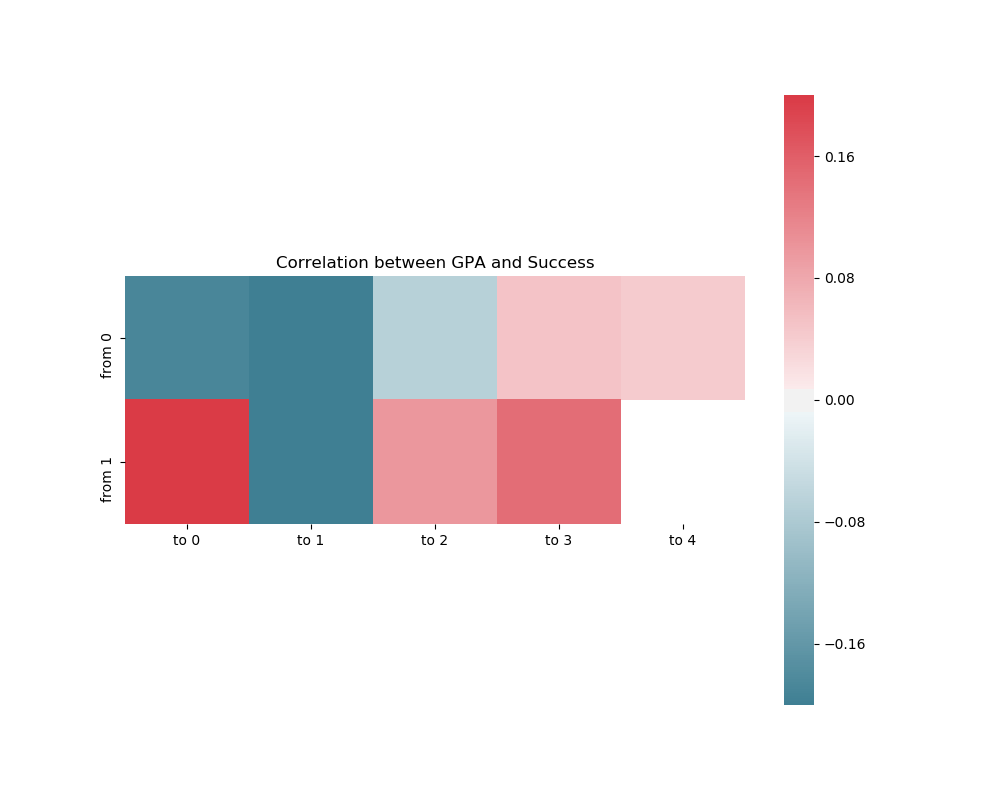 Correlation between GPA and Success
from 0
from 1
to 0
to 1
to 2
to 3
to 4
0.16
0.08
0.00
−0.08
−0.16